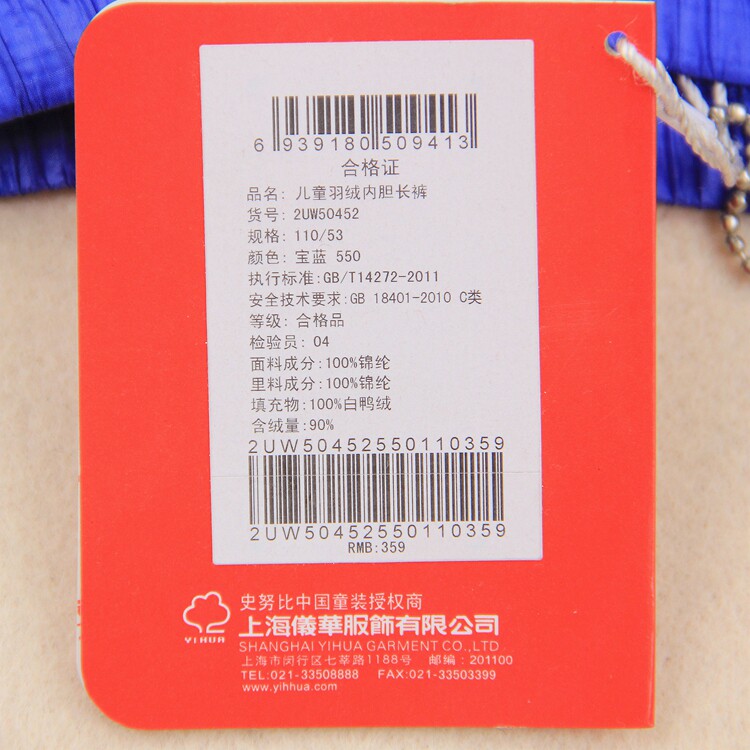 6 939180 509413
合格证
品名: 儿童羽绒内胆长裤
货号: 2UW50452
规格: 110/53
颜色: 宝蓝 550
执行标准:GB/T14272-2011
安全技术要求:GB 18401-2010 C类
等级: 合格品
检验员: 04
面料成分:100%锦纶
里料成分:100%锦纶
填充物:100%白鸭绒
含绒量:90%
2UW50452550110359
2UW50452550110359
RMB:359
YIHUA
史努比中国童装授权商
上海儀華服飾有限公司
SHANGHAI YIHUA GARMENT CO.,LTD
上海市闵行区七莘路1188号 邮编：201100
TEL:021-33508888 FAX:021-33503399
www.yihhua.com